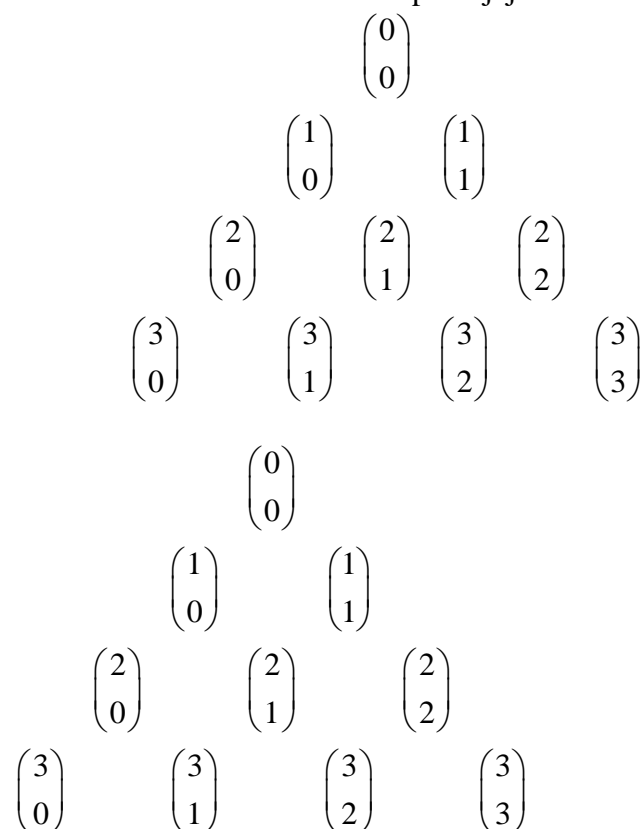 (0 0)
(1 0) (1 1)
(2 0) (2 1) (2 2)
(3 0) (3 1) (3 2) (3 3)
(0 0)
(1 0) (1 1)
(2 0) (2 1) (2 2)
(3 0) (3 1) (3 2) (3 3)